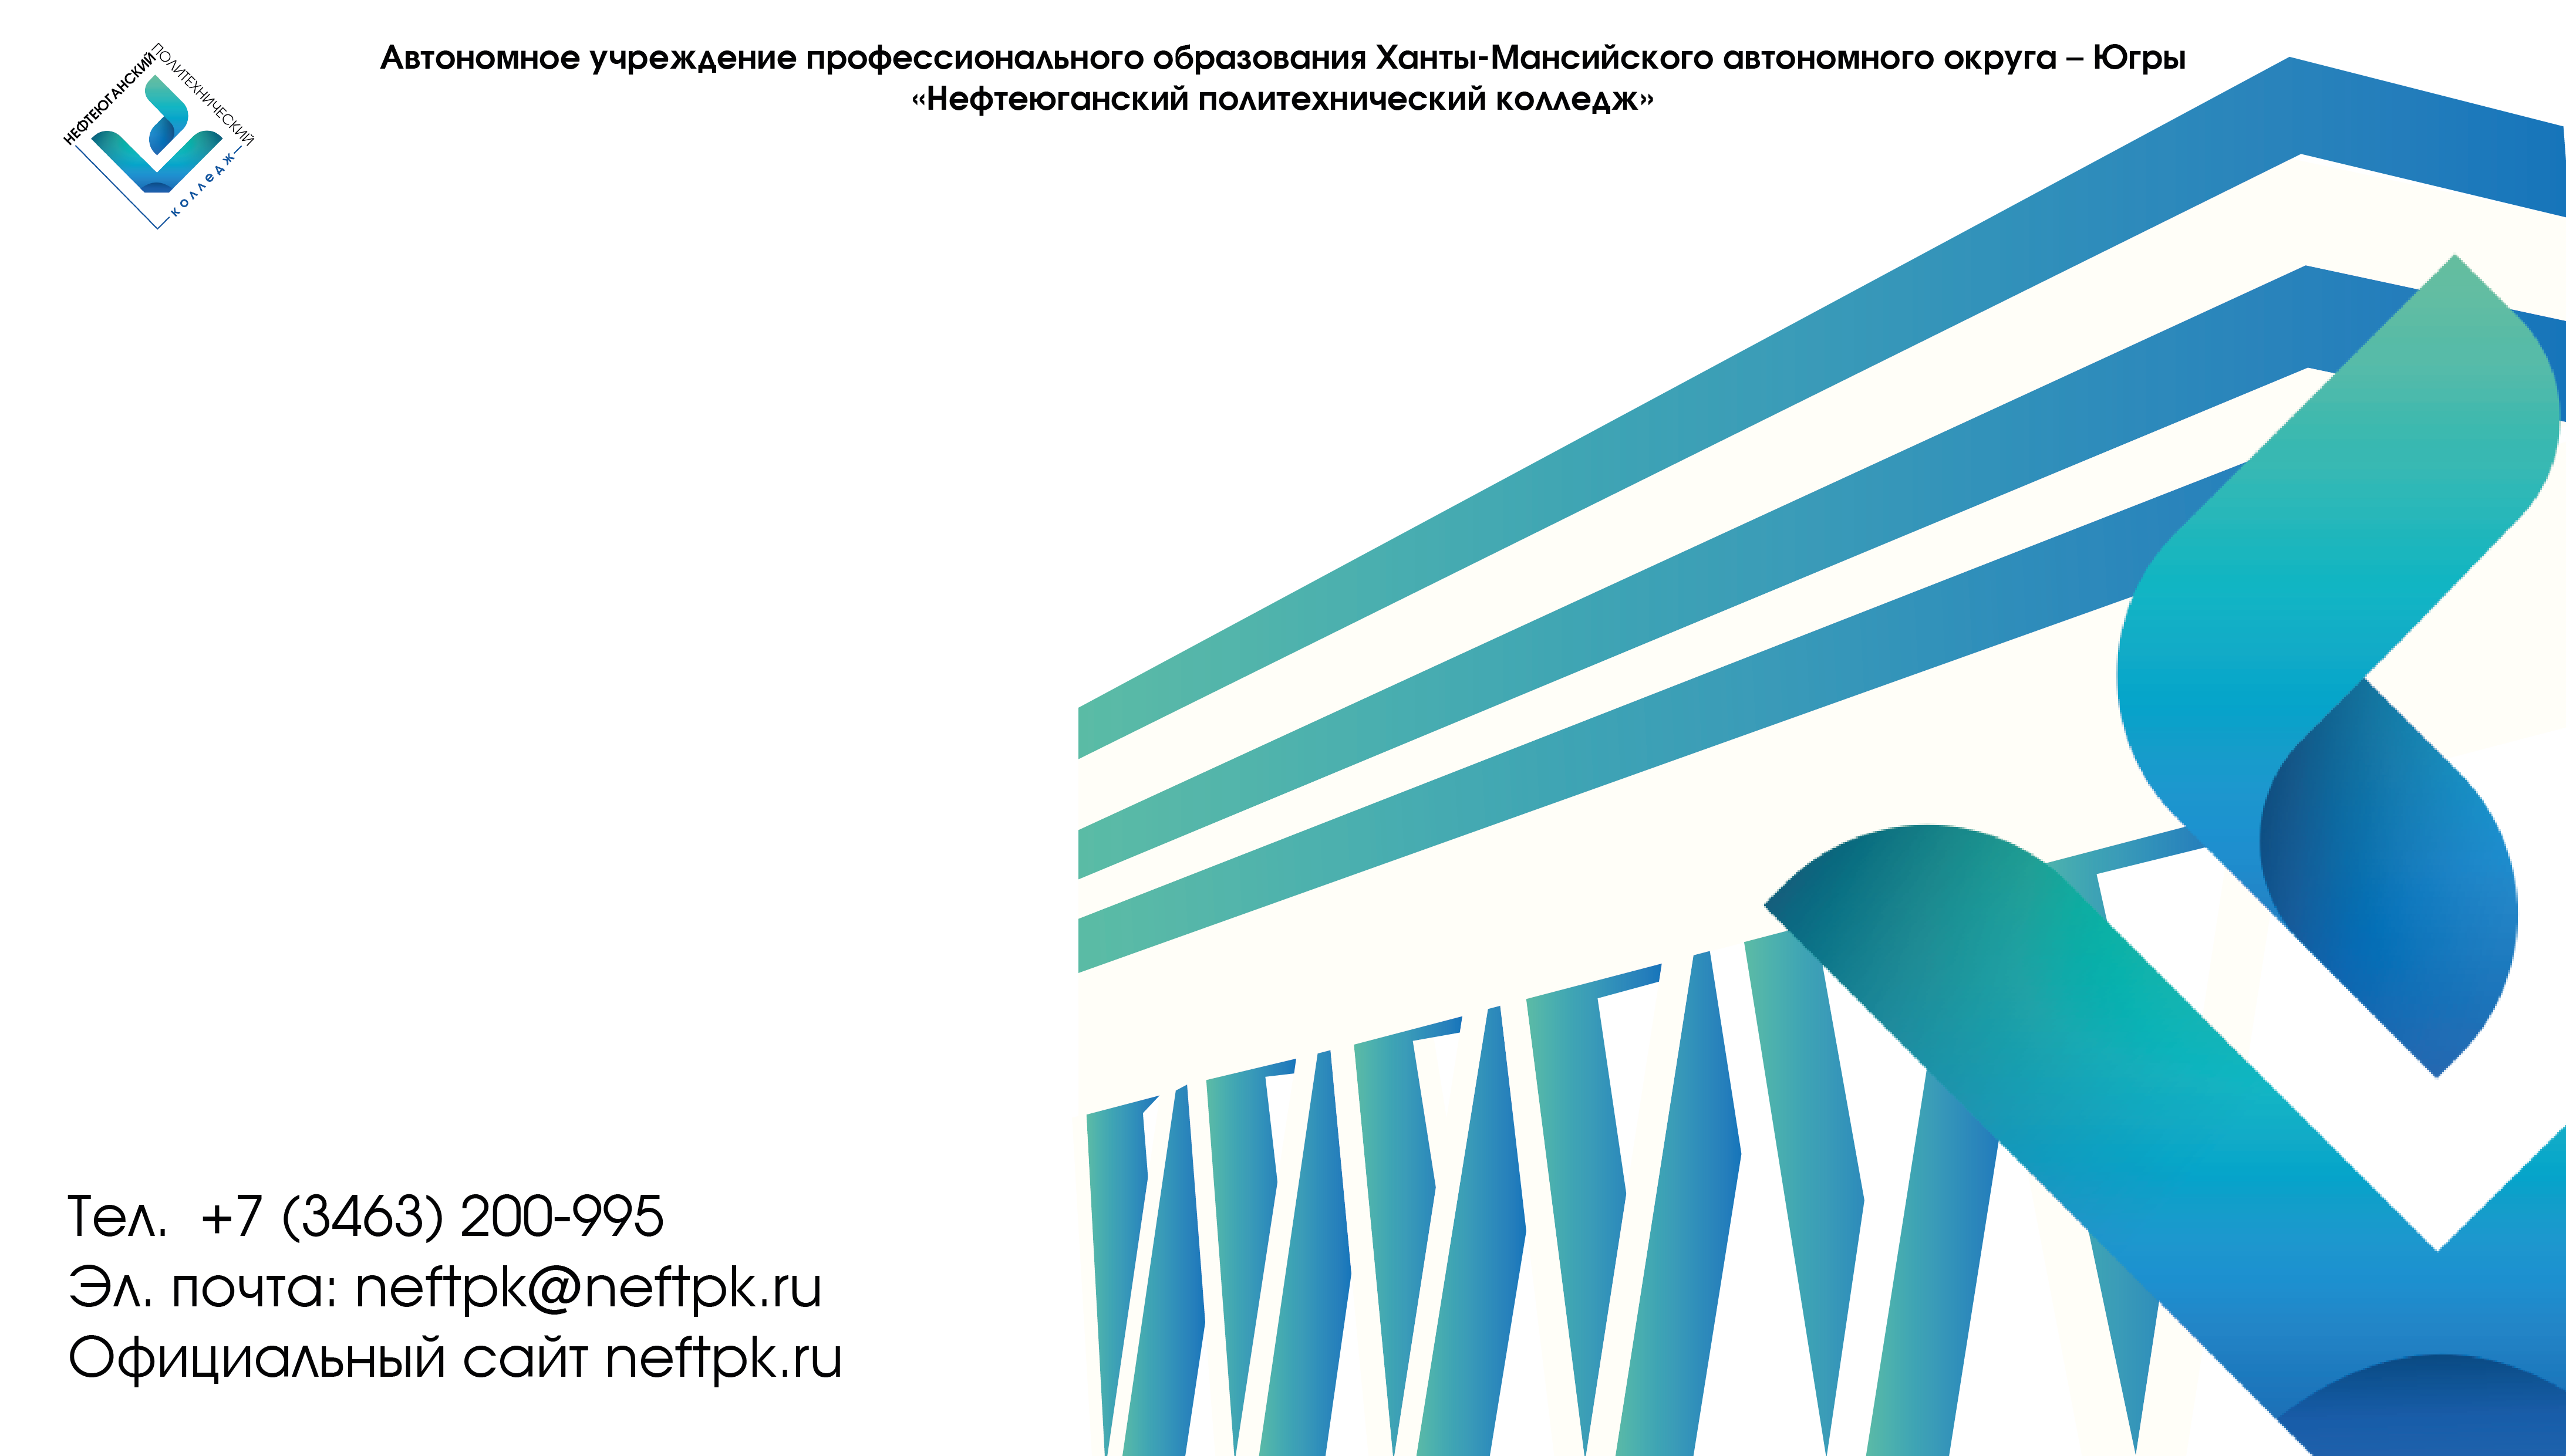 Автономное учреждение профессионального образования Ханты-Мансийского автономного округа – Югры
«Нефтеюганский политехнический колледж»
НЕФТЕЮГАНСКИЙ
ПОЛИТЕХНИЧЕСКИЙ
колледж
Тел. +7 (3463) 200-995
Эл. почта: neftpk@neftpk.ru
Официальный сайт neftpk.ru